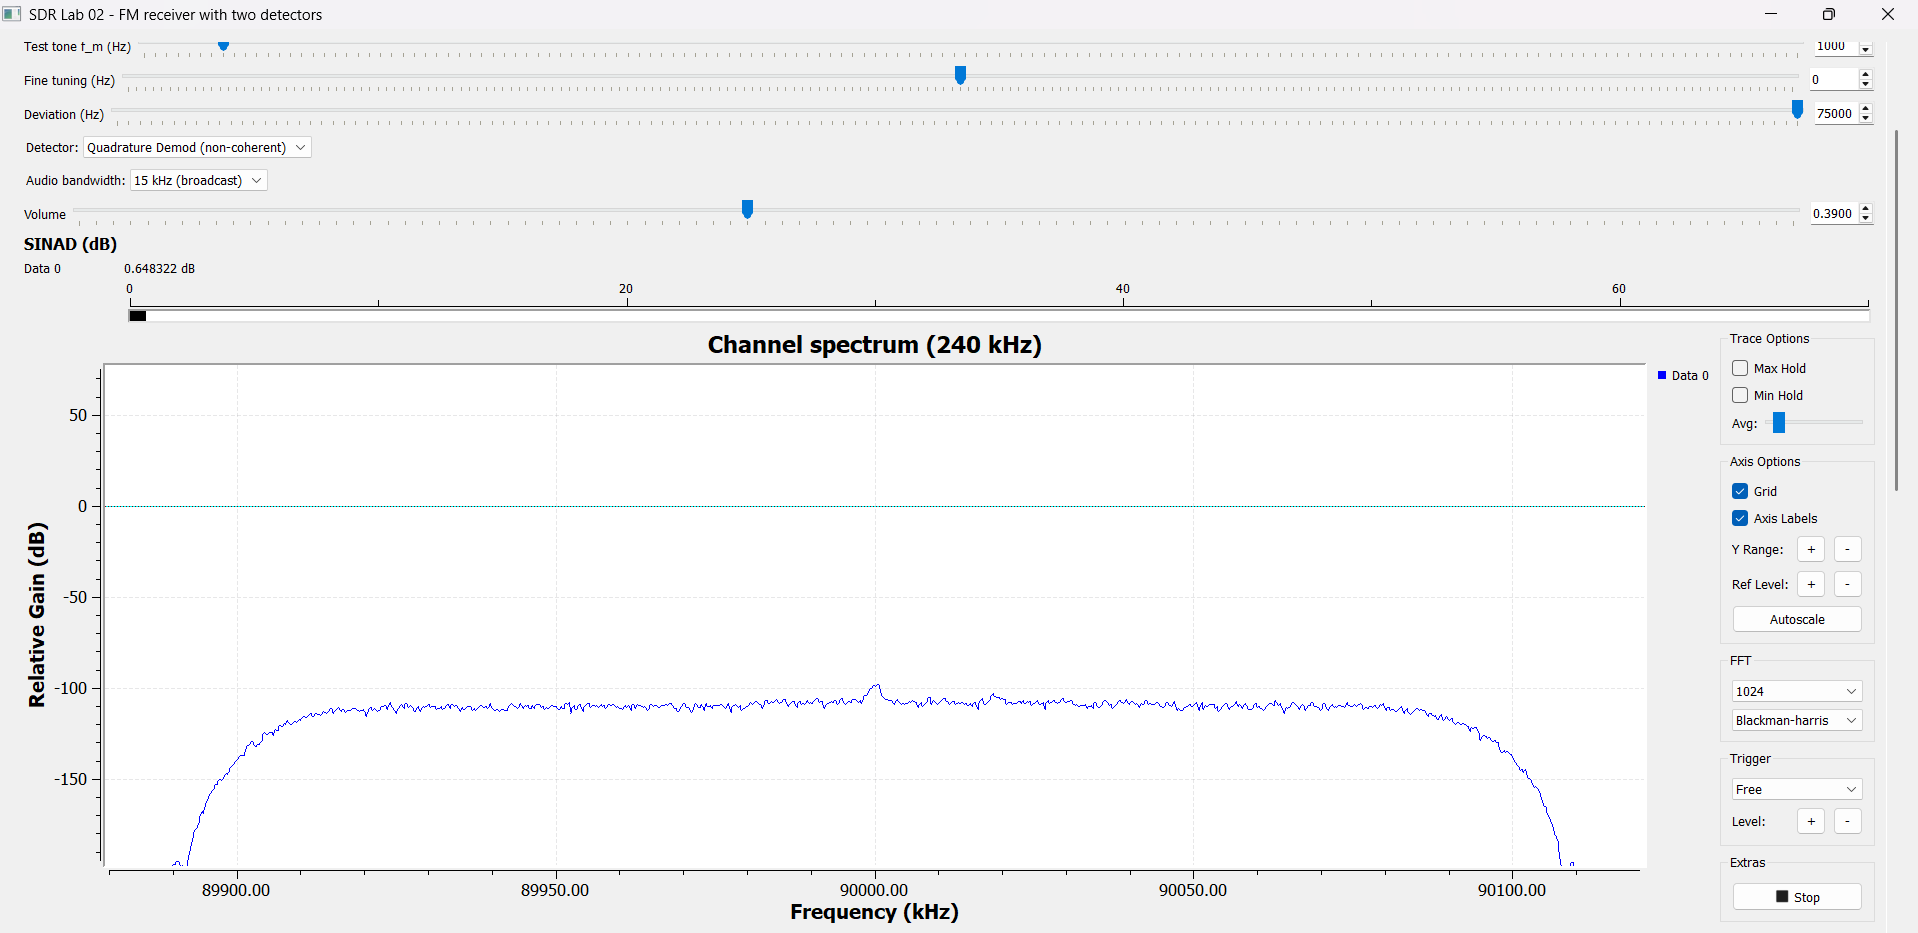 SDR Lab 02 - FM receiver with two detectors
Test tone f_m (Hz)
1000
Fine tuning (Hz)
0
Deviation (Hz)
75000
Detector: Quadrature Demod (non-coherent)
Audio bandwidth: 15 kHz (broadcast)
Volume
0.3900
SINAD (dB)
Data 0 0.648322 dB
0 20 40 60
Channel spectrum (240 kHz)
Data 0
50
0
-50
-100
-150
Relative Gain (dB)
89900.00 89950.00 90000.00 90050.00 90100.00
Frequency (kHz)
Trace Options
Max Hold
Min Hold
Avg:
Axis Options
Grid
Axis Labels
Y Range: + -
Ref Level: + -
Autoscale
FFT
1024
Blackman-harris
Trigger
Free
Level: + -
Extras
Stop